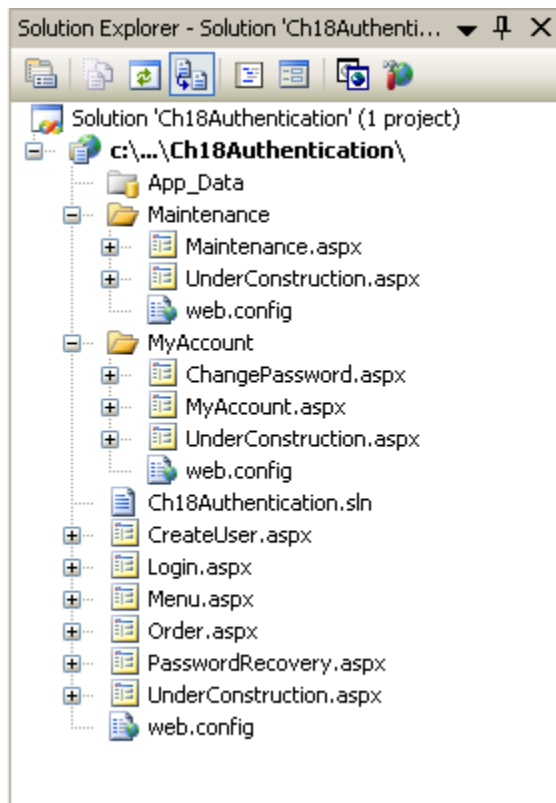 Solution Explorer - Solution 'Ch18Authenti...
Solution 'Ch18Authentication' (1 project)
c:\...\Ch18Authentication\
App_Data
Maintenance
Maintenance.aspx
UnderConstruction.aspx
web.config
MyAccount
ChangePassword.aspx
MyAccount.aspx
UnderConstruction.aspx
web.config
Ch18Authentication.sln
CreateUser.aspx
Login.aspx
Menu.aspx
Order.aspx
PasswordRecovery.aspx
UnderConstruction.aspx
web.config